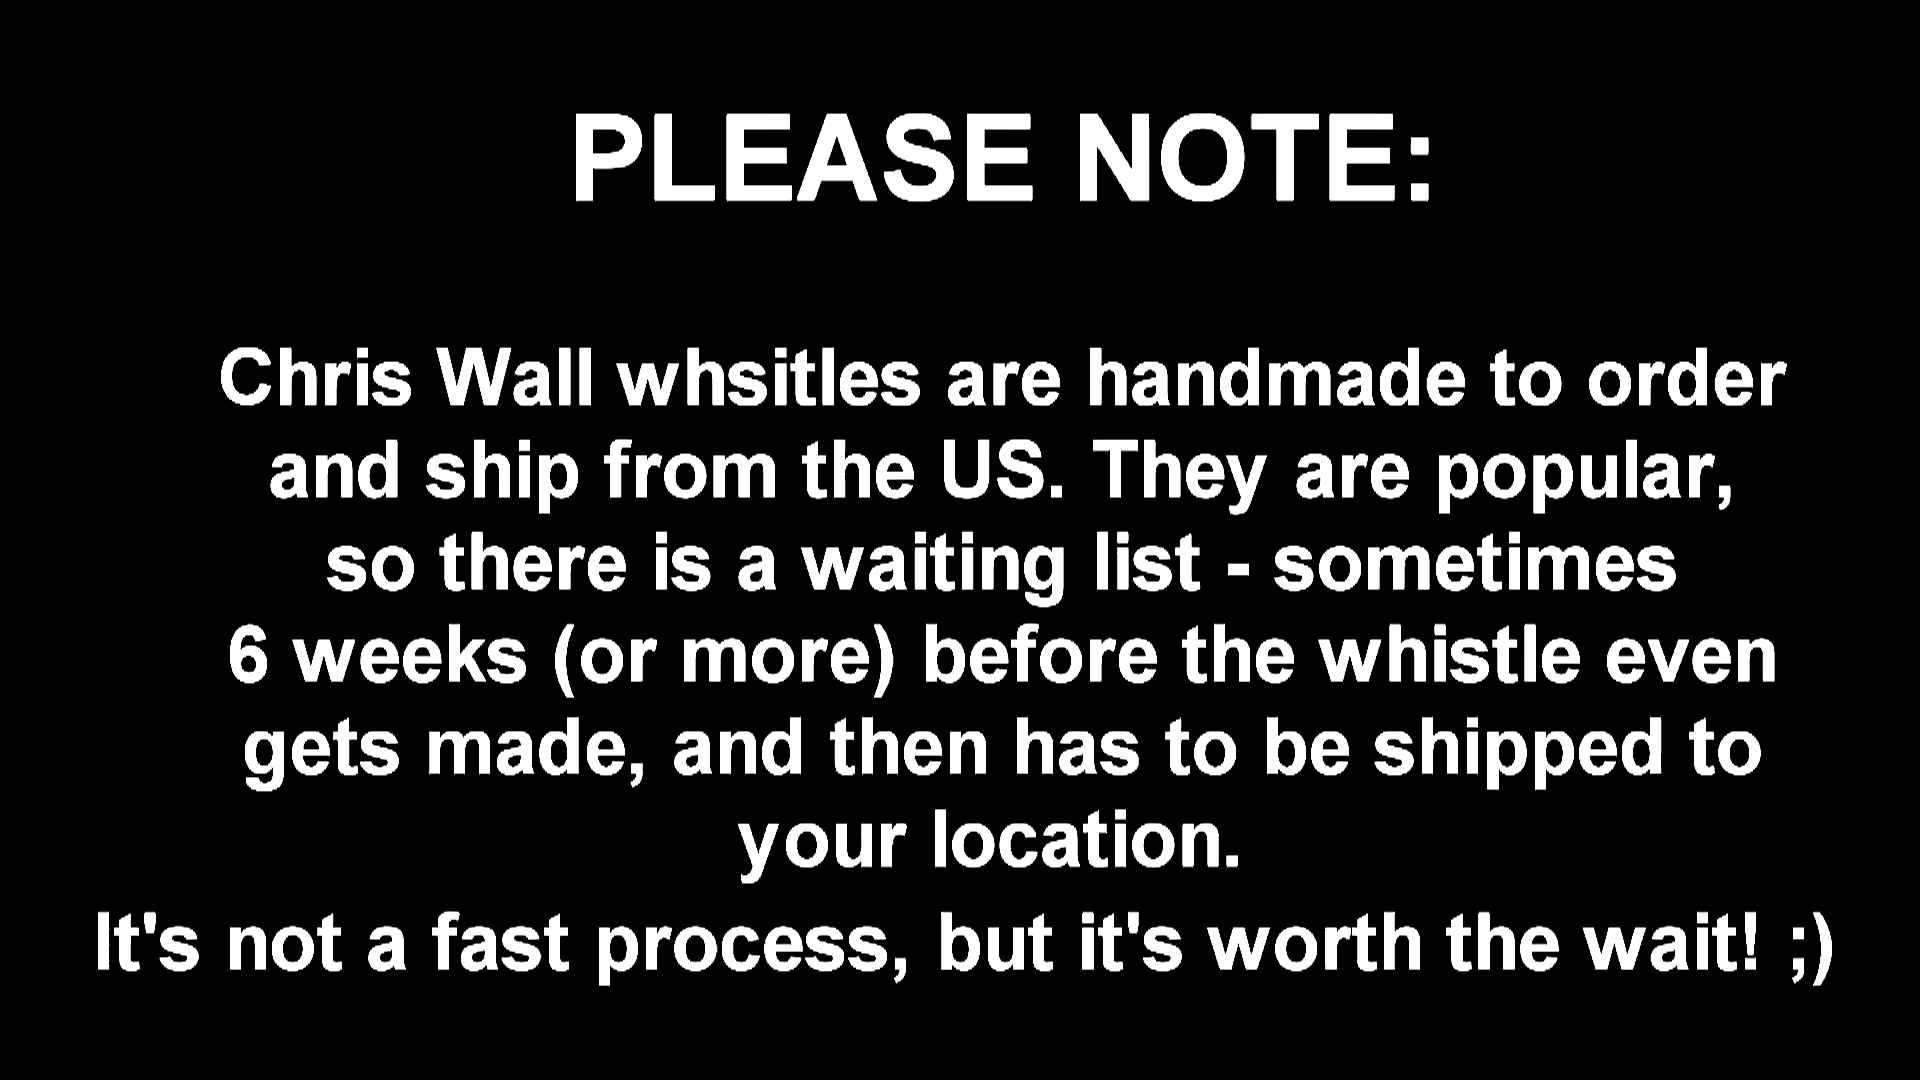 PLEASE NOTE:
Chris Wall whsitles are handmade to order
and ship from the US. They are popular,
so there is a waiting list - sometimes
6 weeks (or more) before the whistle even
gets made, and then has to be shipped to
your location.
It's not a fast process, but it's worth the wait! ;)